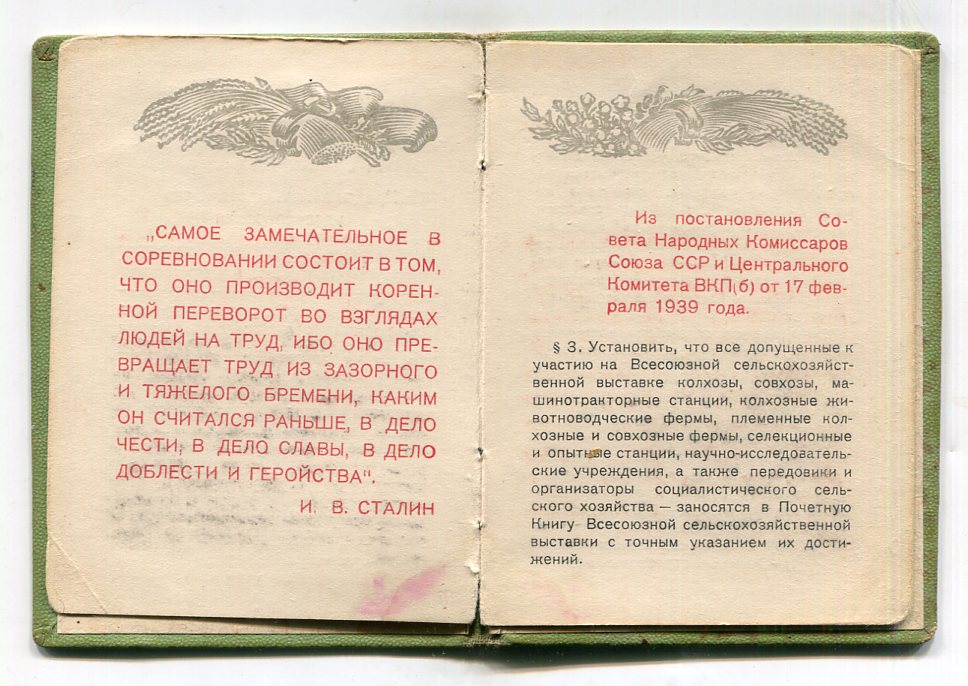 „САМОЕ ЗАМЕЧАТЕЛЬНОЕ В
СОРЕВНОВАНИИ СОСТОИТ В ТОМ,
ЧТО ОНО ПРОИЗВОДИТ КОРЕН-
НОЙ ПЕРЕВОРОТ ВО ВЗГЛЯДАХ
ЛЮДЕЙ НА ТРУД, ИБО ОНО ПРЕ-
ВРАЩАЕТ ТРУД ИЗ ЗАЗОРНОГО
И ТЯЖЕЛОГО БРЕМЕНИ, КАКИМ
ОН СЧИТАЛСЯ РАНЬШЕ, В ДЕЛО
ЧЕСТИ, В ДЕЛО СЛАВЫ, В ДЕЛО
ДОБЛЕСТИ И ГЕРОЙСТВА“.
И. В. СТАЛИН
Из постановления Со-
вета Народных Комиссаров
Союза ССР и Центрального
Комитета ВКП(б) от 17 фев-
раля 1939 года.
§ 3. Установить, что все допущенные к
участию на Всесоюзной сельскохозяйст-
венной выставке колхозы, совхозы, ма-
шинотракторные станции, колхозные жи-
вотноводческие фермы, племенные кол-
хозные и совхозные фермы, селекционные
и опытные станции, научно-исследователь-
ские учреждения, а также передовики и
организаторы социалистического сель-
ского хозяйства — заносятся в Почетную
Книгу Всесоюзной сельскохозяйственной
выставки с точным указанием их дости-
жений.